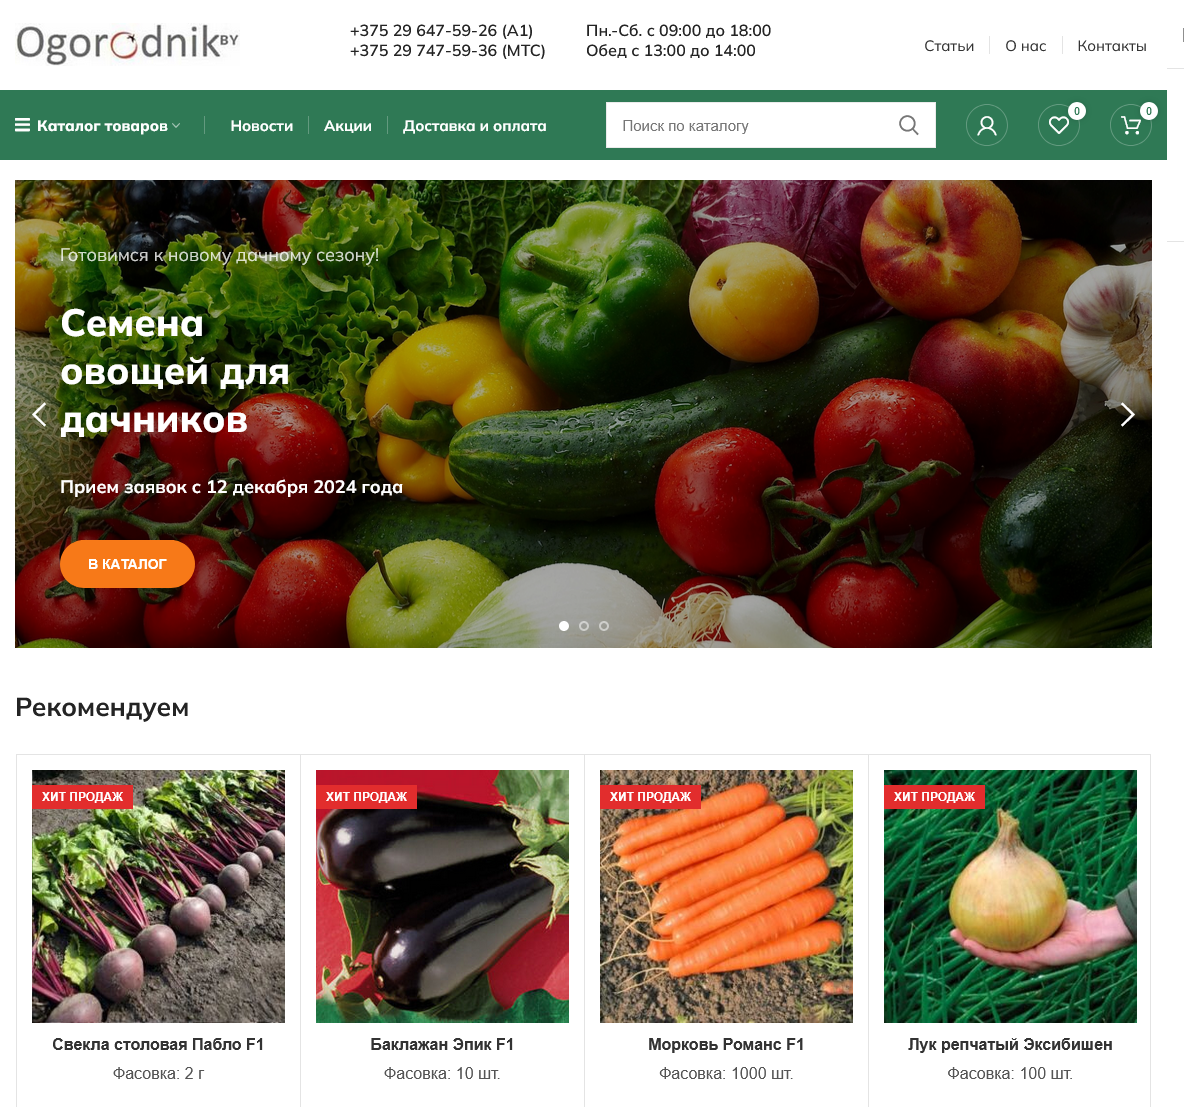 Ogorodnik BY
+375 29 647-59-26 (A1)
+375 29 747-59-36 (МТС)
Пн.-Сб. с 09:00 до 18:00
Обед с 13:00 до 14:00
Статьи
О нас
Контакты
Каталог товаров
Новости
Акции
Доставка и оплата
Поиск по каталогу
0
0
Готовимся к новому дачному сезону!
Семена
овощей для
дачников
Прием заявок с 12 декабря 2024 года
В КАТАЛОГ
Рекомендуем
ХИТ ПРОДАЖ
ХИТ ПРОДАЖ
ХИТ ПРОДАЖ
ХИТ ПРОДАЖ
Свекла столовая Пабло F1
Фасовка: 2 г
Баклажан Эпик F1
Фасовка: 10 шт.
Морковь Романс F1
Фасовка: 1000 шт.
Лук репчатый Эксибишен
Фасовка: 100 шт.